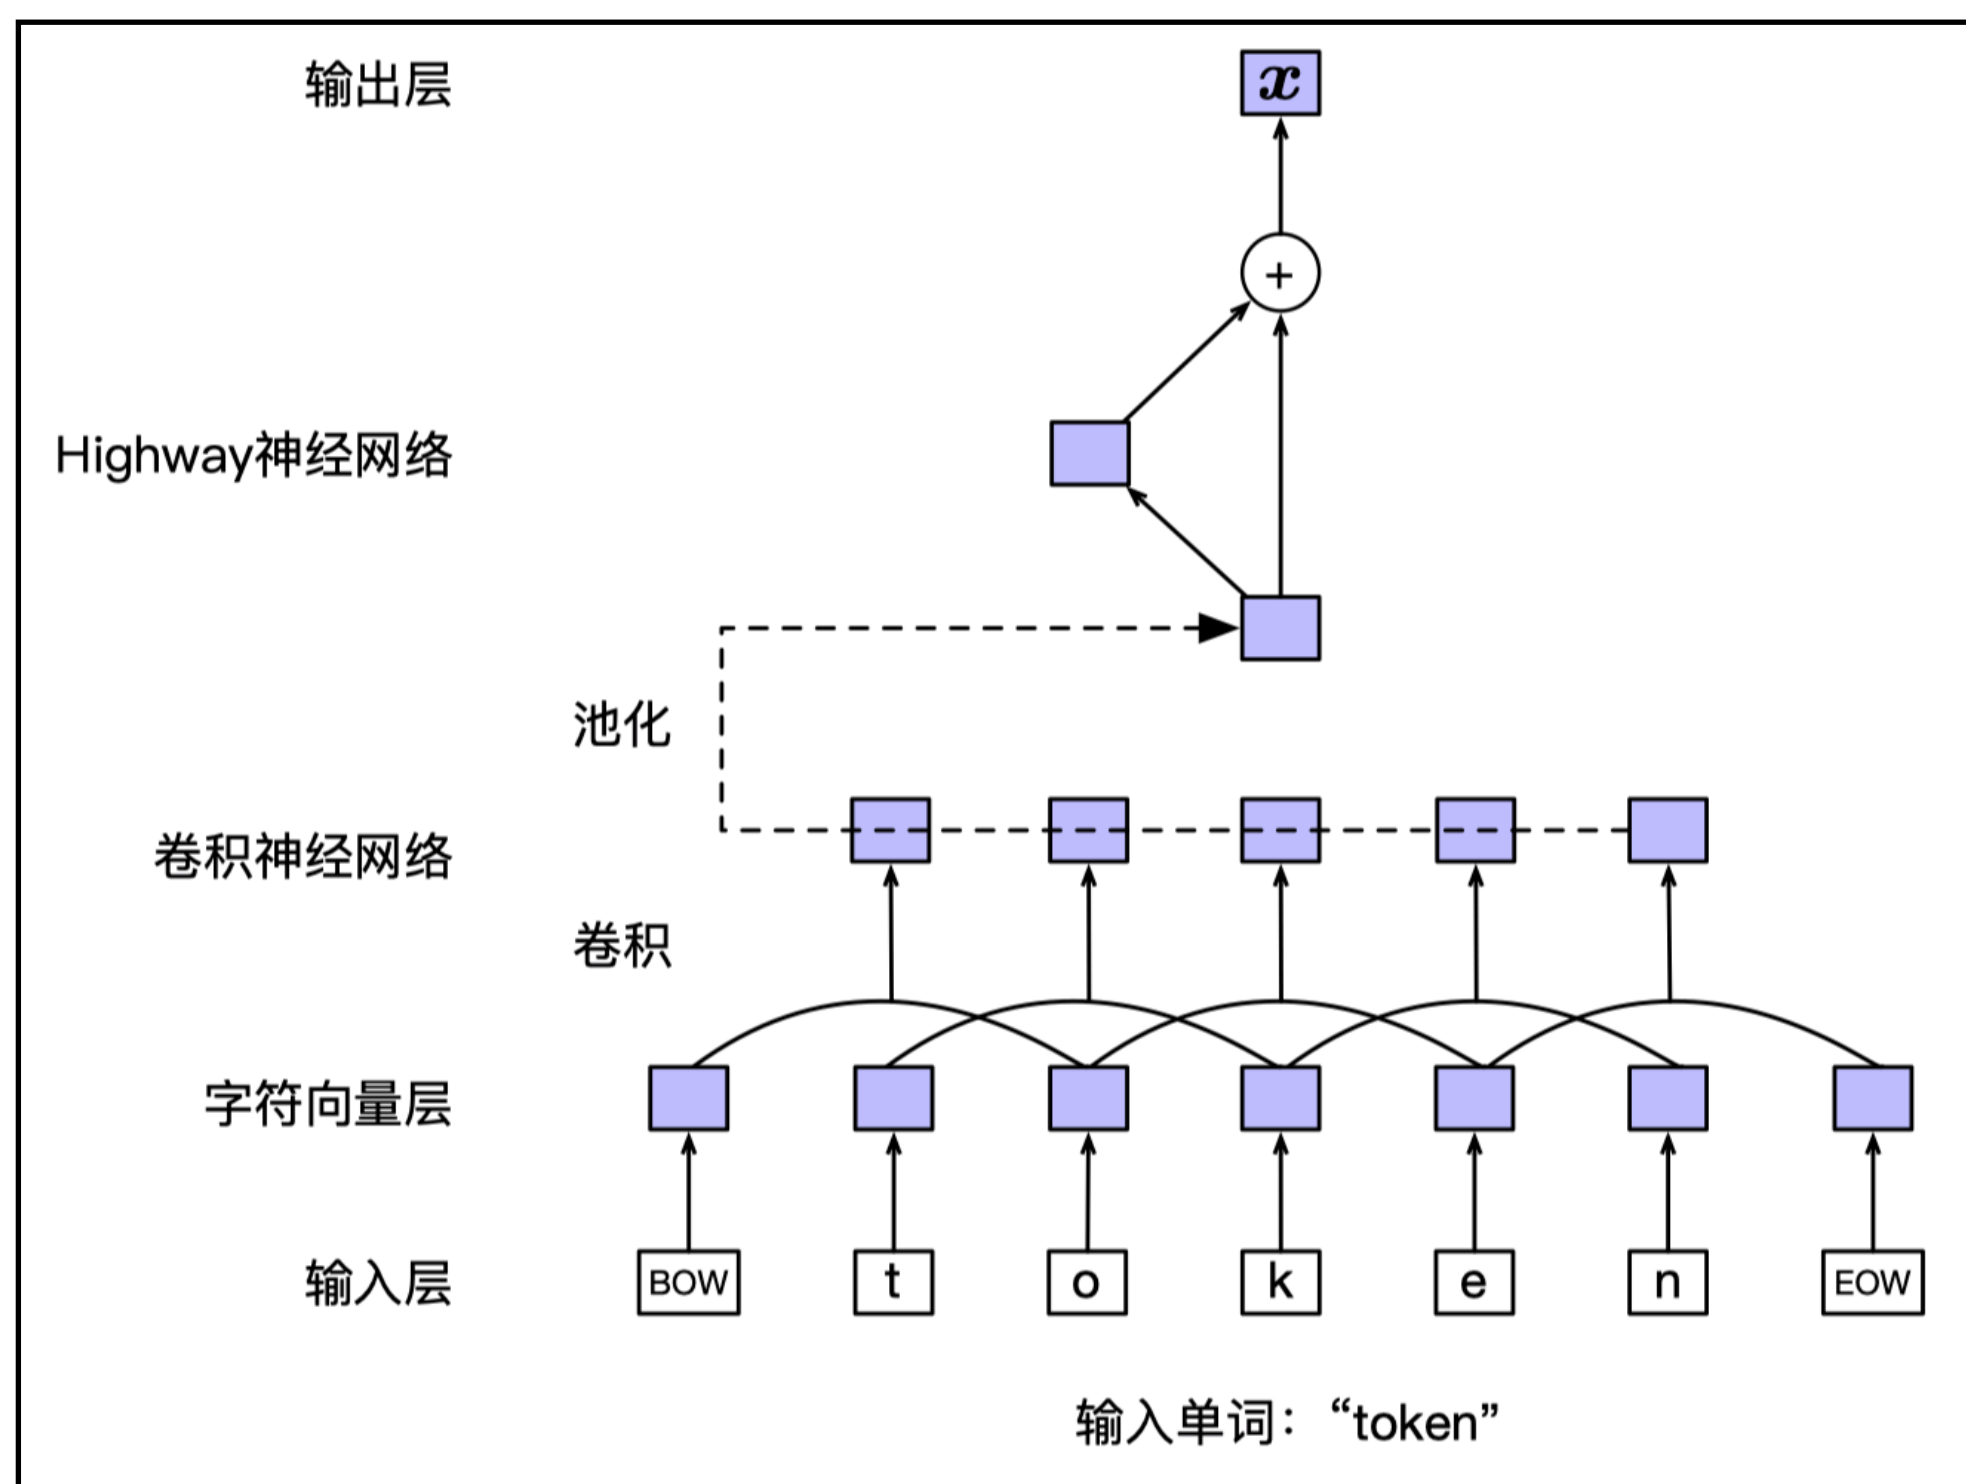 输出层
x
+
Highway神经网络
池化
卷积神经网络
卷积
字符向量层
输入层 BOW t o k e n EOW
输入单词：“token”